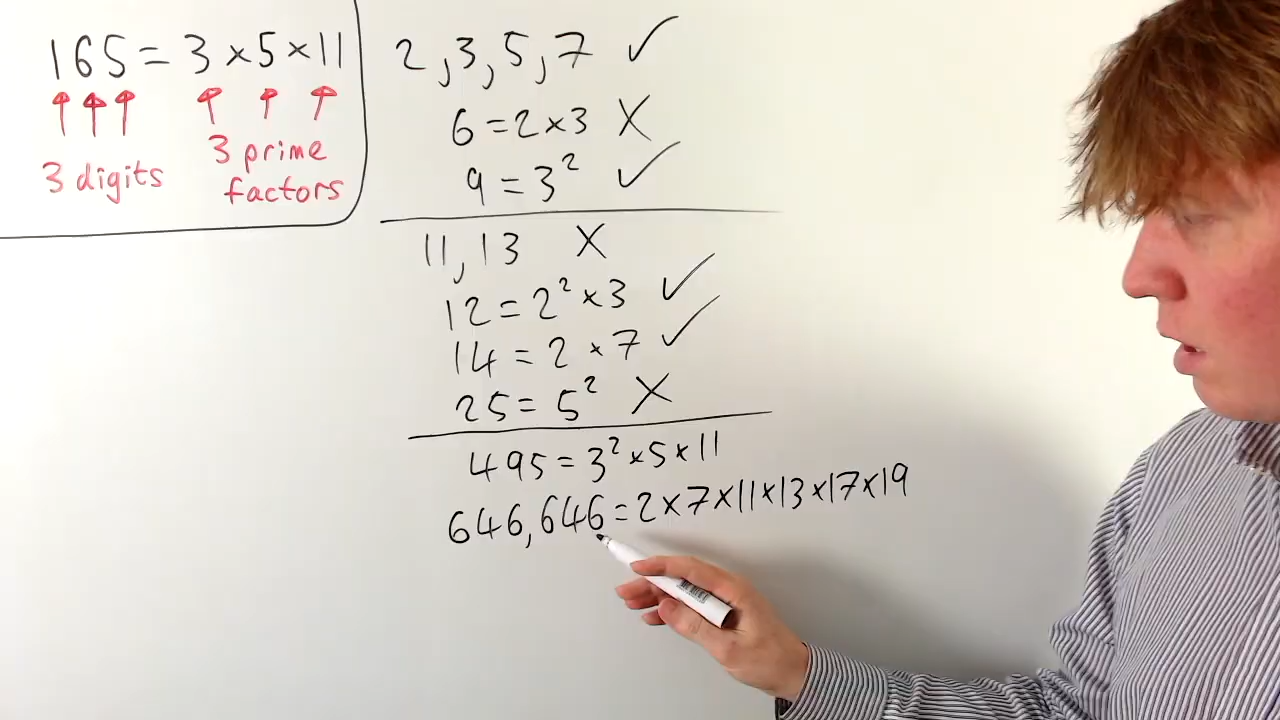 165 = 3 × 5 × 11
3 digits
3 prime
factors
2, 3, 5, 7 ✓
6 = 2 × 3 X
9 = 3² ✓
11, 13 X
12 = 2² × 3 ✓
14 = 2 × 7 ✓
25 = 5² X
495 = 3² × 5 × 11
646,646 = 2 × 7 × 11 × 13 × 17 × 19